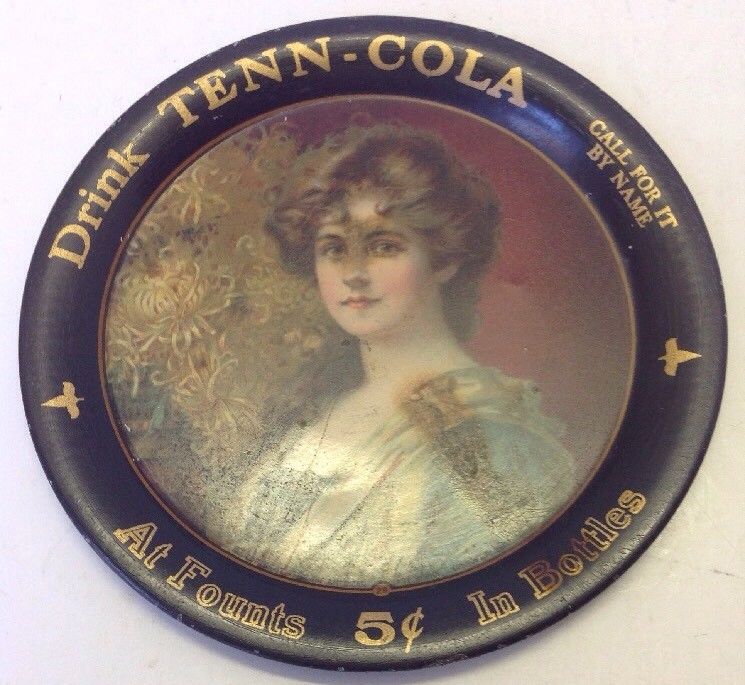 Drink TENN-COLA
CALL FOR IT
BY NAME
At Founts 5¢ In Bottles